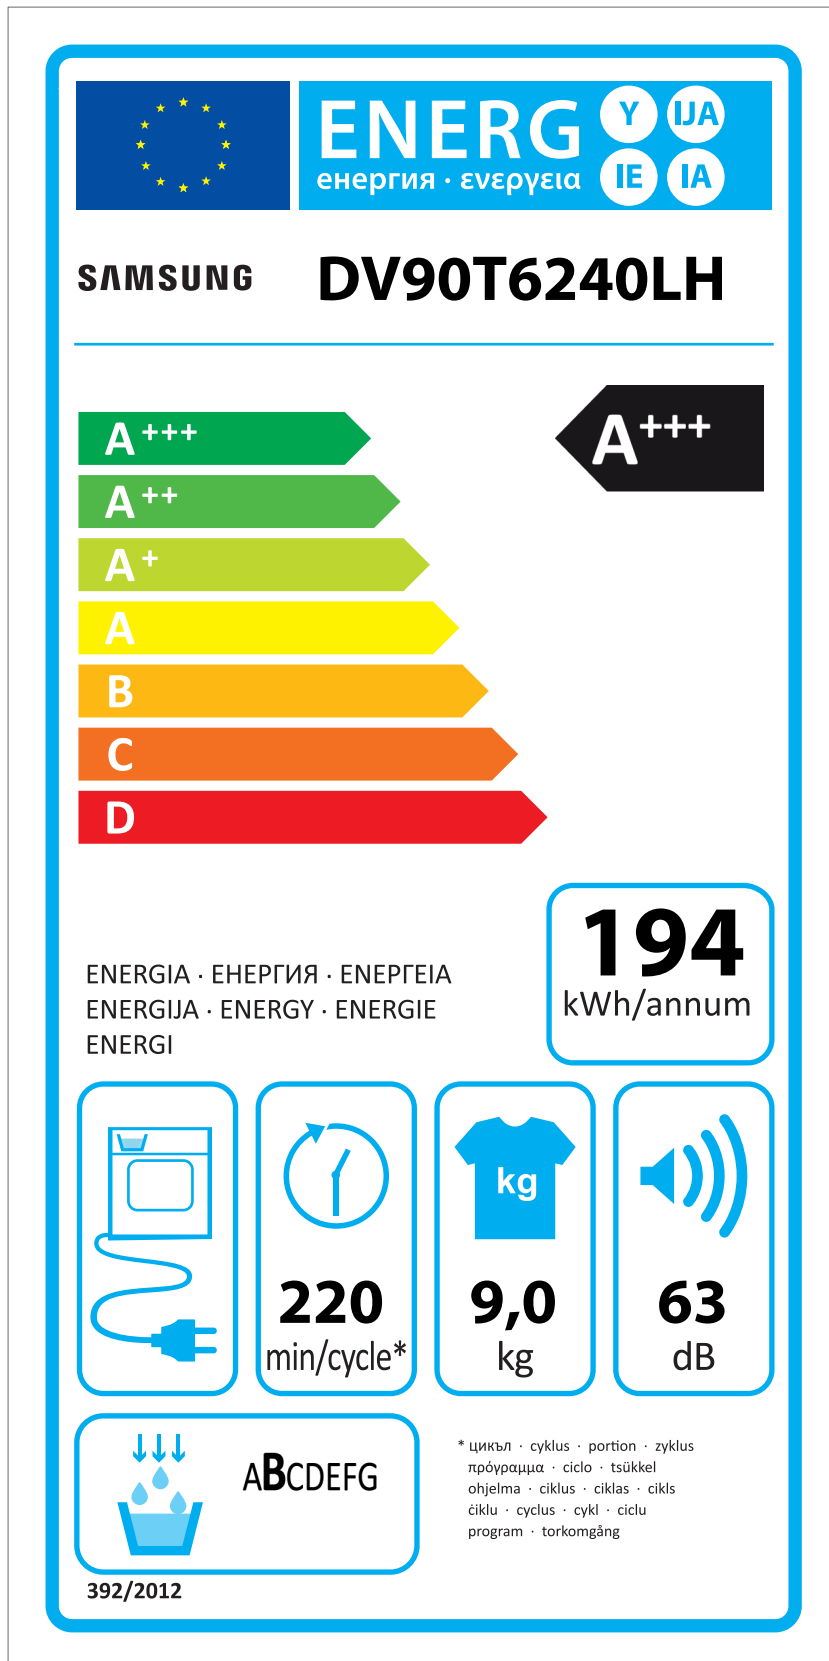 ENERG
Y IJA
IE IA
енергия · ενεργεια
SAMSUNG DV90T6240LH
A+++
A+++
A++
A+
A
B
C
D
194
kWh/annum
ENERGIA · ЕНЕРГИЯ · ΕΝΕΡΓΕΙΑ
ENERGIJA · ENERGY · ENERGIE
ENERGI
kg
220
min/cycle*
9,0
kg
63
dB
ABCDEFG
* цикъл · cyklus · portion · zyklus
πρόγραμμα · ciclo · tsükkel
ohjelma · ciklus · ciklas · cikls
ċiklu · cyclus · cykl · ciclu
program · torkomgång
392/2012